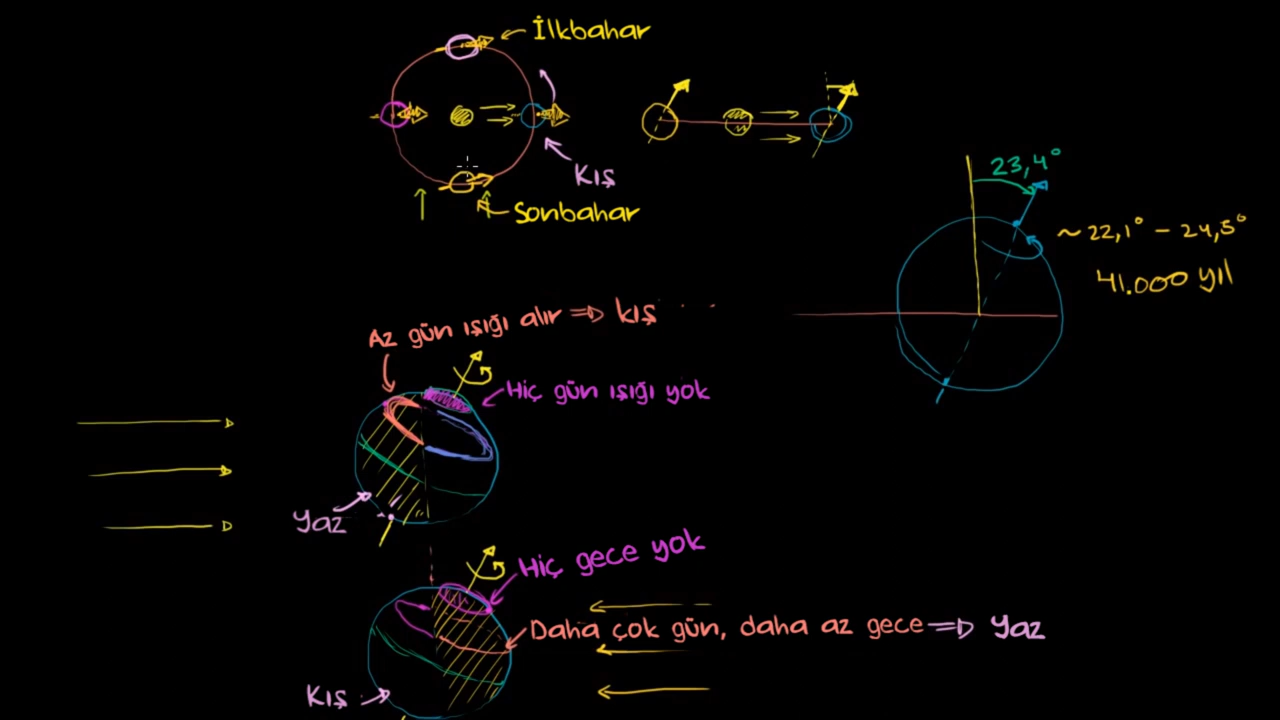 İlkbahar
Kış
Sonbahar
23,4°
~ 22,1° - 24,5°
41.000 yıl
Az gün ışığı alır => kış
Hiç gün ışığı yok
Yaz
Hiç gece yok
Daha çok gün, daha az gece => Yaz
Kış